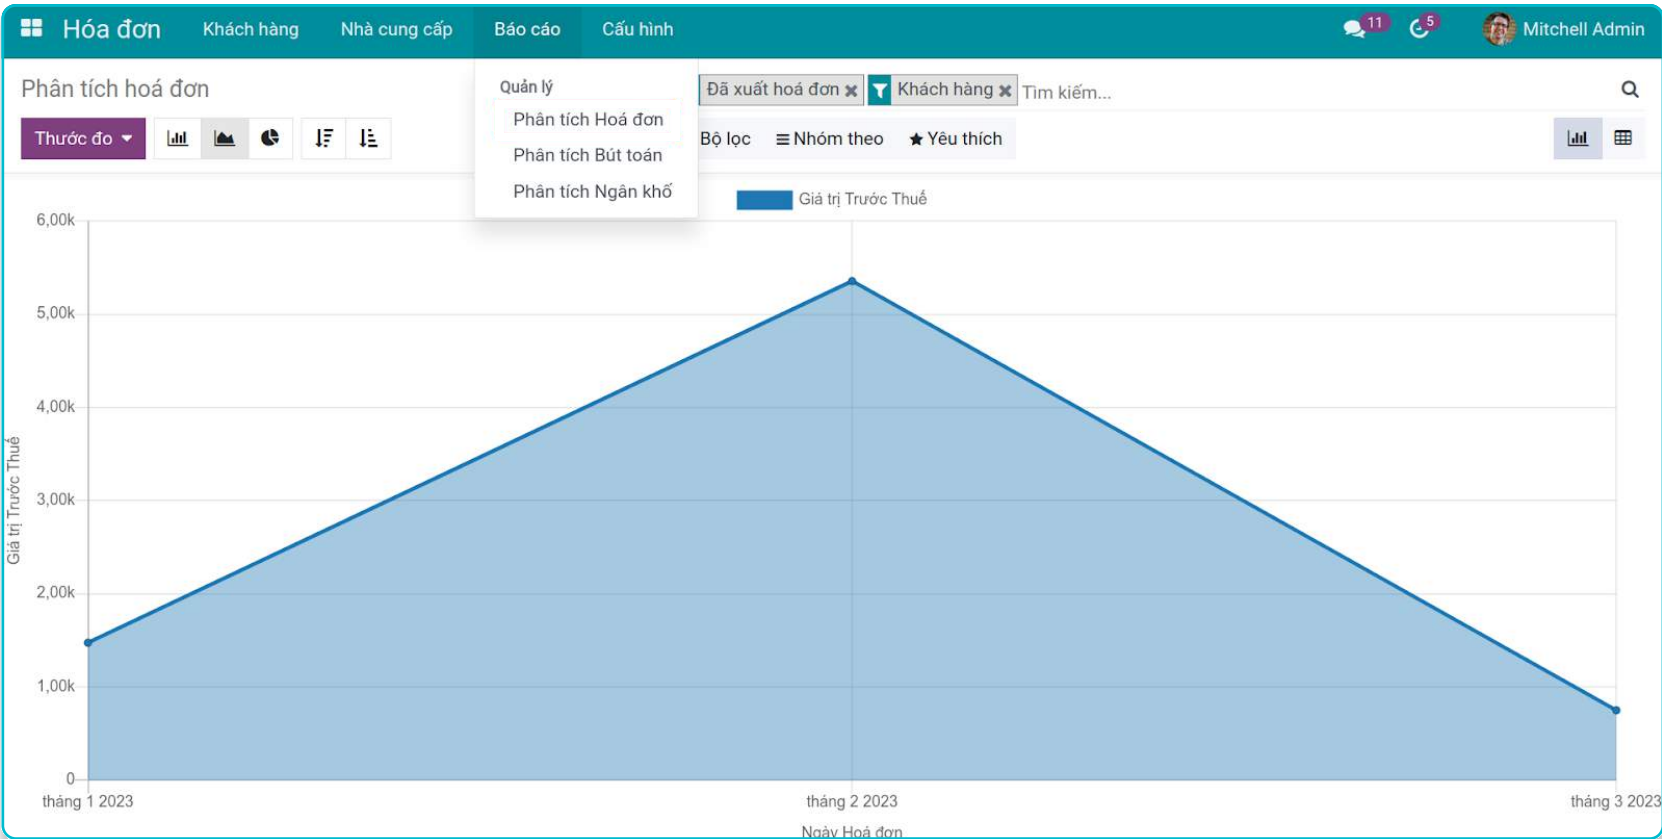 Hóa đơn Khách hàng Nhà cung cấp Báo cáo Cấu hình 11 5 Mitchell Admin
Phân tích hoá đơn
Quản lý
Phân tích Hoá đơn
Phân tích Bút toán
Phân tích Ngân khố
Đã xuất hoá đơn Khách hàng Tìm kiếm...
Thước đo
Bộ lọc Nhóm theo Yêu thích
Giá trị Trước Thuế
6,00k
5,00k
4,00k
3,00k
2,00k
1,00k
0
Giá trị Trước Thuế
tháng 1 2023 tháng 2 2023 tháng 3 2023
Ngày Hoá đơn